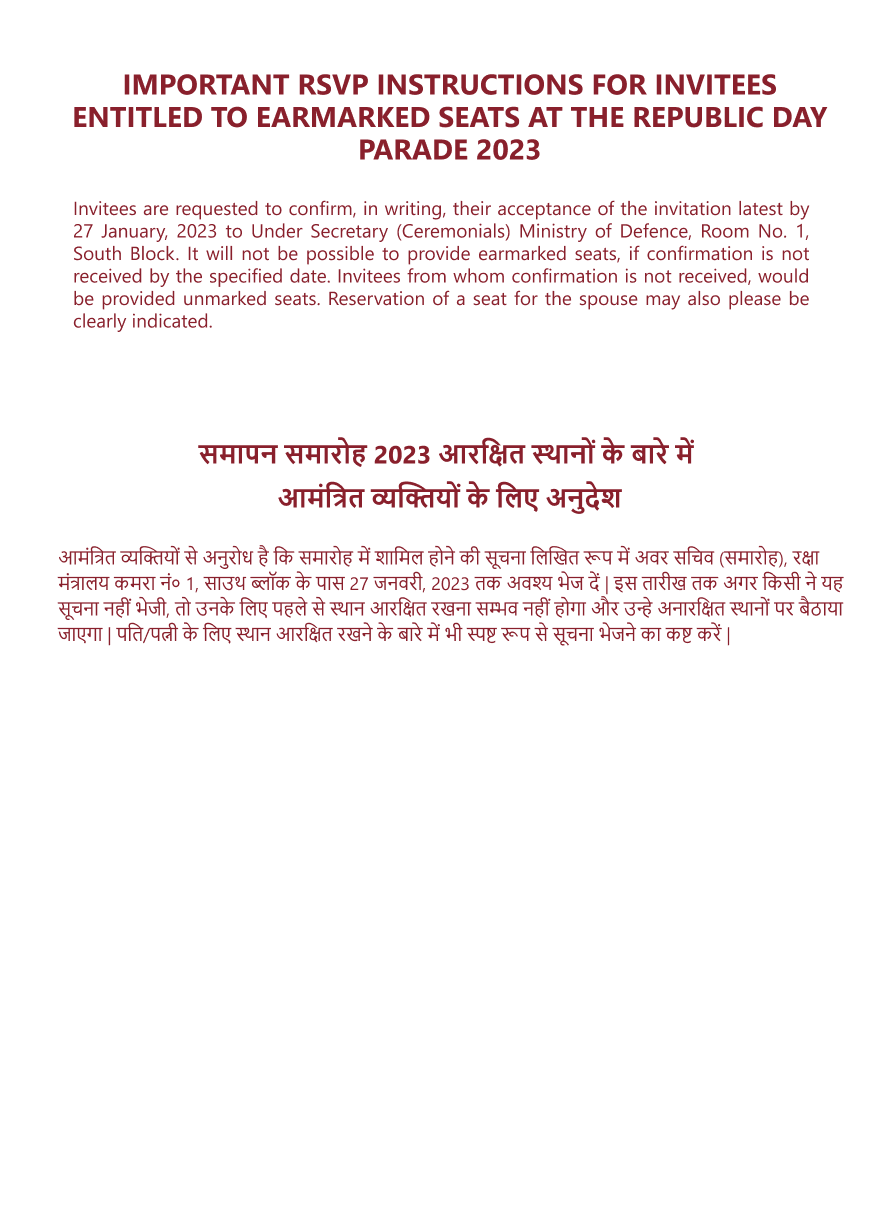 IMPORTANT RSVP INSTRUCTIONS FOR INVITEES
ENTITLED TO EARMARKED SEATS AT THE REPUBLIC DAY
PARADE 2023
Invitees are requested to confirm, in writing, their acceptance of the invitation latest by
27 January, 2023 to Under Secretary (Ceremonials) Ministry of Defence, Room No. 1,
South Block. It will not be possible to provide earmarked seats, if confirmation is not
received by the specified date. Invitees from whom confirmation is not received, would
be provided unmarked seats. Reservation of a seat for the spouse may also please be
clearly indicated.
समापन समारोह 2023 आरक्षित स्थानों के बारे में
आमंत्रित व्यक्तियों के लिए अनुदेश
आमंत्रित व्यक्तियों से अनुरोध है कि समारोह में शामिल होने की सूचना लिखित रूप में अवर सचिव (समारोह), रक्षा
मंत्रालय कमरा नं० 1, साउथ ब्लॉक के पास 27 जनवरी, 2023 तक अवश्य भेज दें | इस तारीख तक अगर किसी ने यह
सूचना नहीं भेजी, तो उनके लिए पहले से स्थान आरक्षित रखना सम्भव नहीं होगा और उन्हे अनारक्षित स्थानों पर बैठाया
जाएगा | पति/पत्नी के लिए स्थान आरक्षित रखने के बारे में भी स्पष्ट रूप से सूचना भेजने का कष्ट करें |